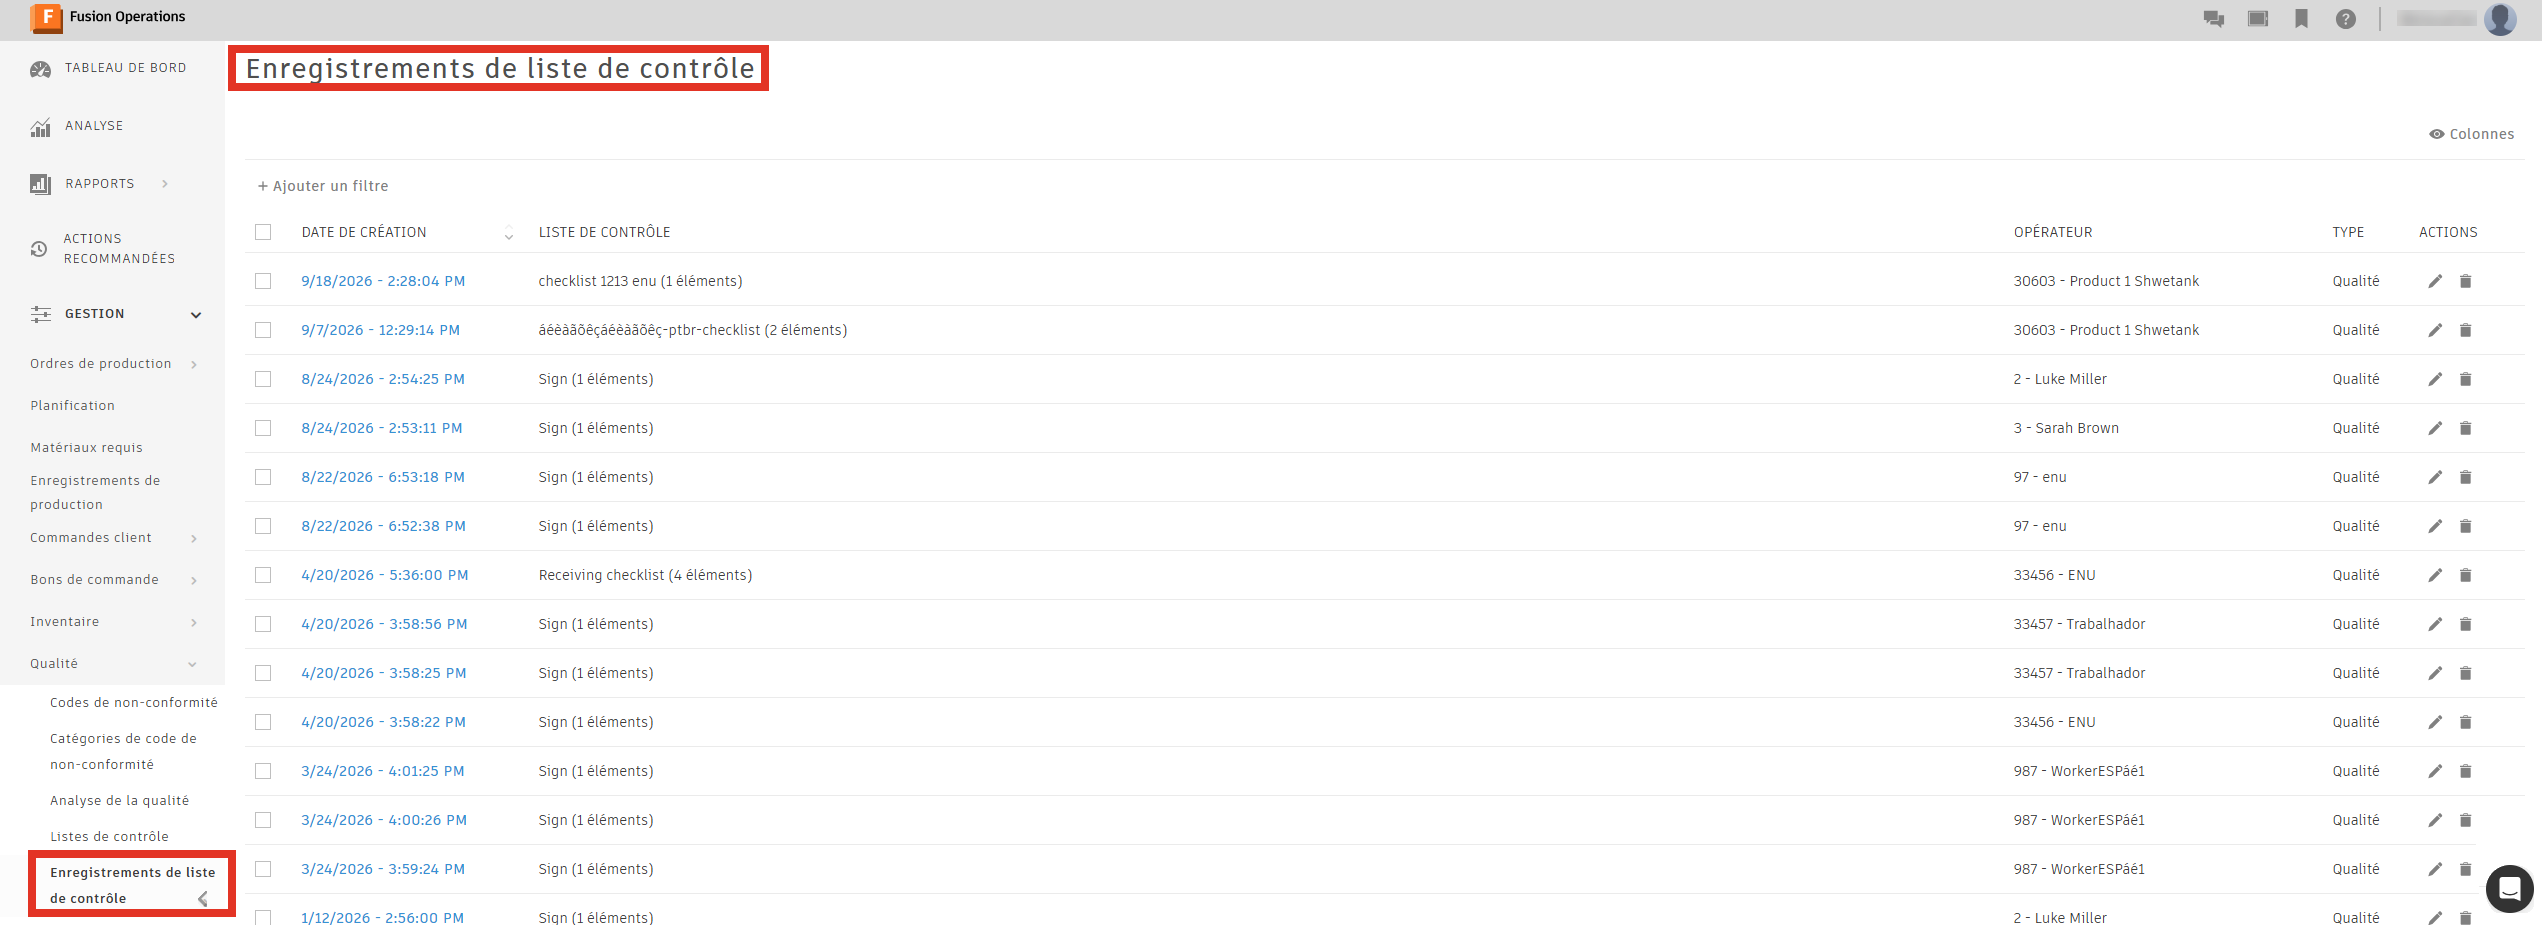 Fusion Operations
Enregistrements de liste de contrôle
TABLEAU DE BORD
ANALYSE
RAPPORTS
ACTIONS
RECOMMANDÉES
GESTION
Ordres de production
Planification
Matériaux requis
Enregistrements de
production
Commandes client
Bons de commande
Inventaire
Qualité
Codes de non-conformité
Catégories de code de
non-conformité
Analyse de la qualité
Listes de contrôle
Enregistrements de liste
de contrôle
Colonnes
+ Ajouter un filtre
DATE DE CRÉATION LISTE DE CONTRÔLE OPÉRATEUR TYPE ACTIONS
9/18/2026 - 2:28:04 PM checklist 1213 enu (1 éléments) 30603 - Product 1 Shwetank Qualité
9/7/2026 - 12:29:14 PM áéèàãõêçáéèàãõêç-ptbr-checklist (2 éléments) 30603 - Product 1 Shwetank Qualité
8/24/2026 - 2:54:25 PM Sign (1 éléments) 2 - Luke Miller Qualité
8/24/2026 - 2:53:11 PM Sign (1 éléments) 3 - Sarah Brown Qualité
8/22/2026 - 6:53:18 PM Sign (1 éléments) 97 - enu Qualité
8/22/2026 - 6:52:38 PM Sign (1 éléments) 97 - enu Qualité
4/20/2026 - 5:36:00 PM Receiving checklist (4 éléments) 33456 - ENU Qualité
4/20/2026 - 3:58:56 PM Sign (1 éléments) 33457 - Trabalhador Qualité
4/20/2026 - 3:58:25 PM Sign (1 éléments) 33457 - Trabalhador Qualité
4/20/2026 - 3:58:22 PM Sign (1 éléments) 33456 - ENU Qualité
3/24/2026 - 4:01:25 PM Sign (1 éléments) 987 - WorkerESPáé1 Qualité
3/24/2026 - 4:00:26 PM Sign (1 éléments) 987 - WorkerESPáé1 Qualité
3/24/2026 - 3:59:24 PM Sign (1 éléments) 987 - WorkerESPáé1 Qualité
1/12/2026 - 2:56:00 PM Sign (1 éléments) 2 - Luke Miller Qualité